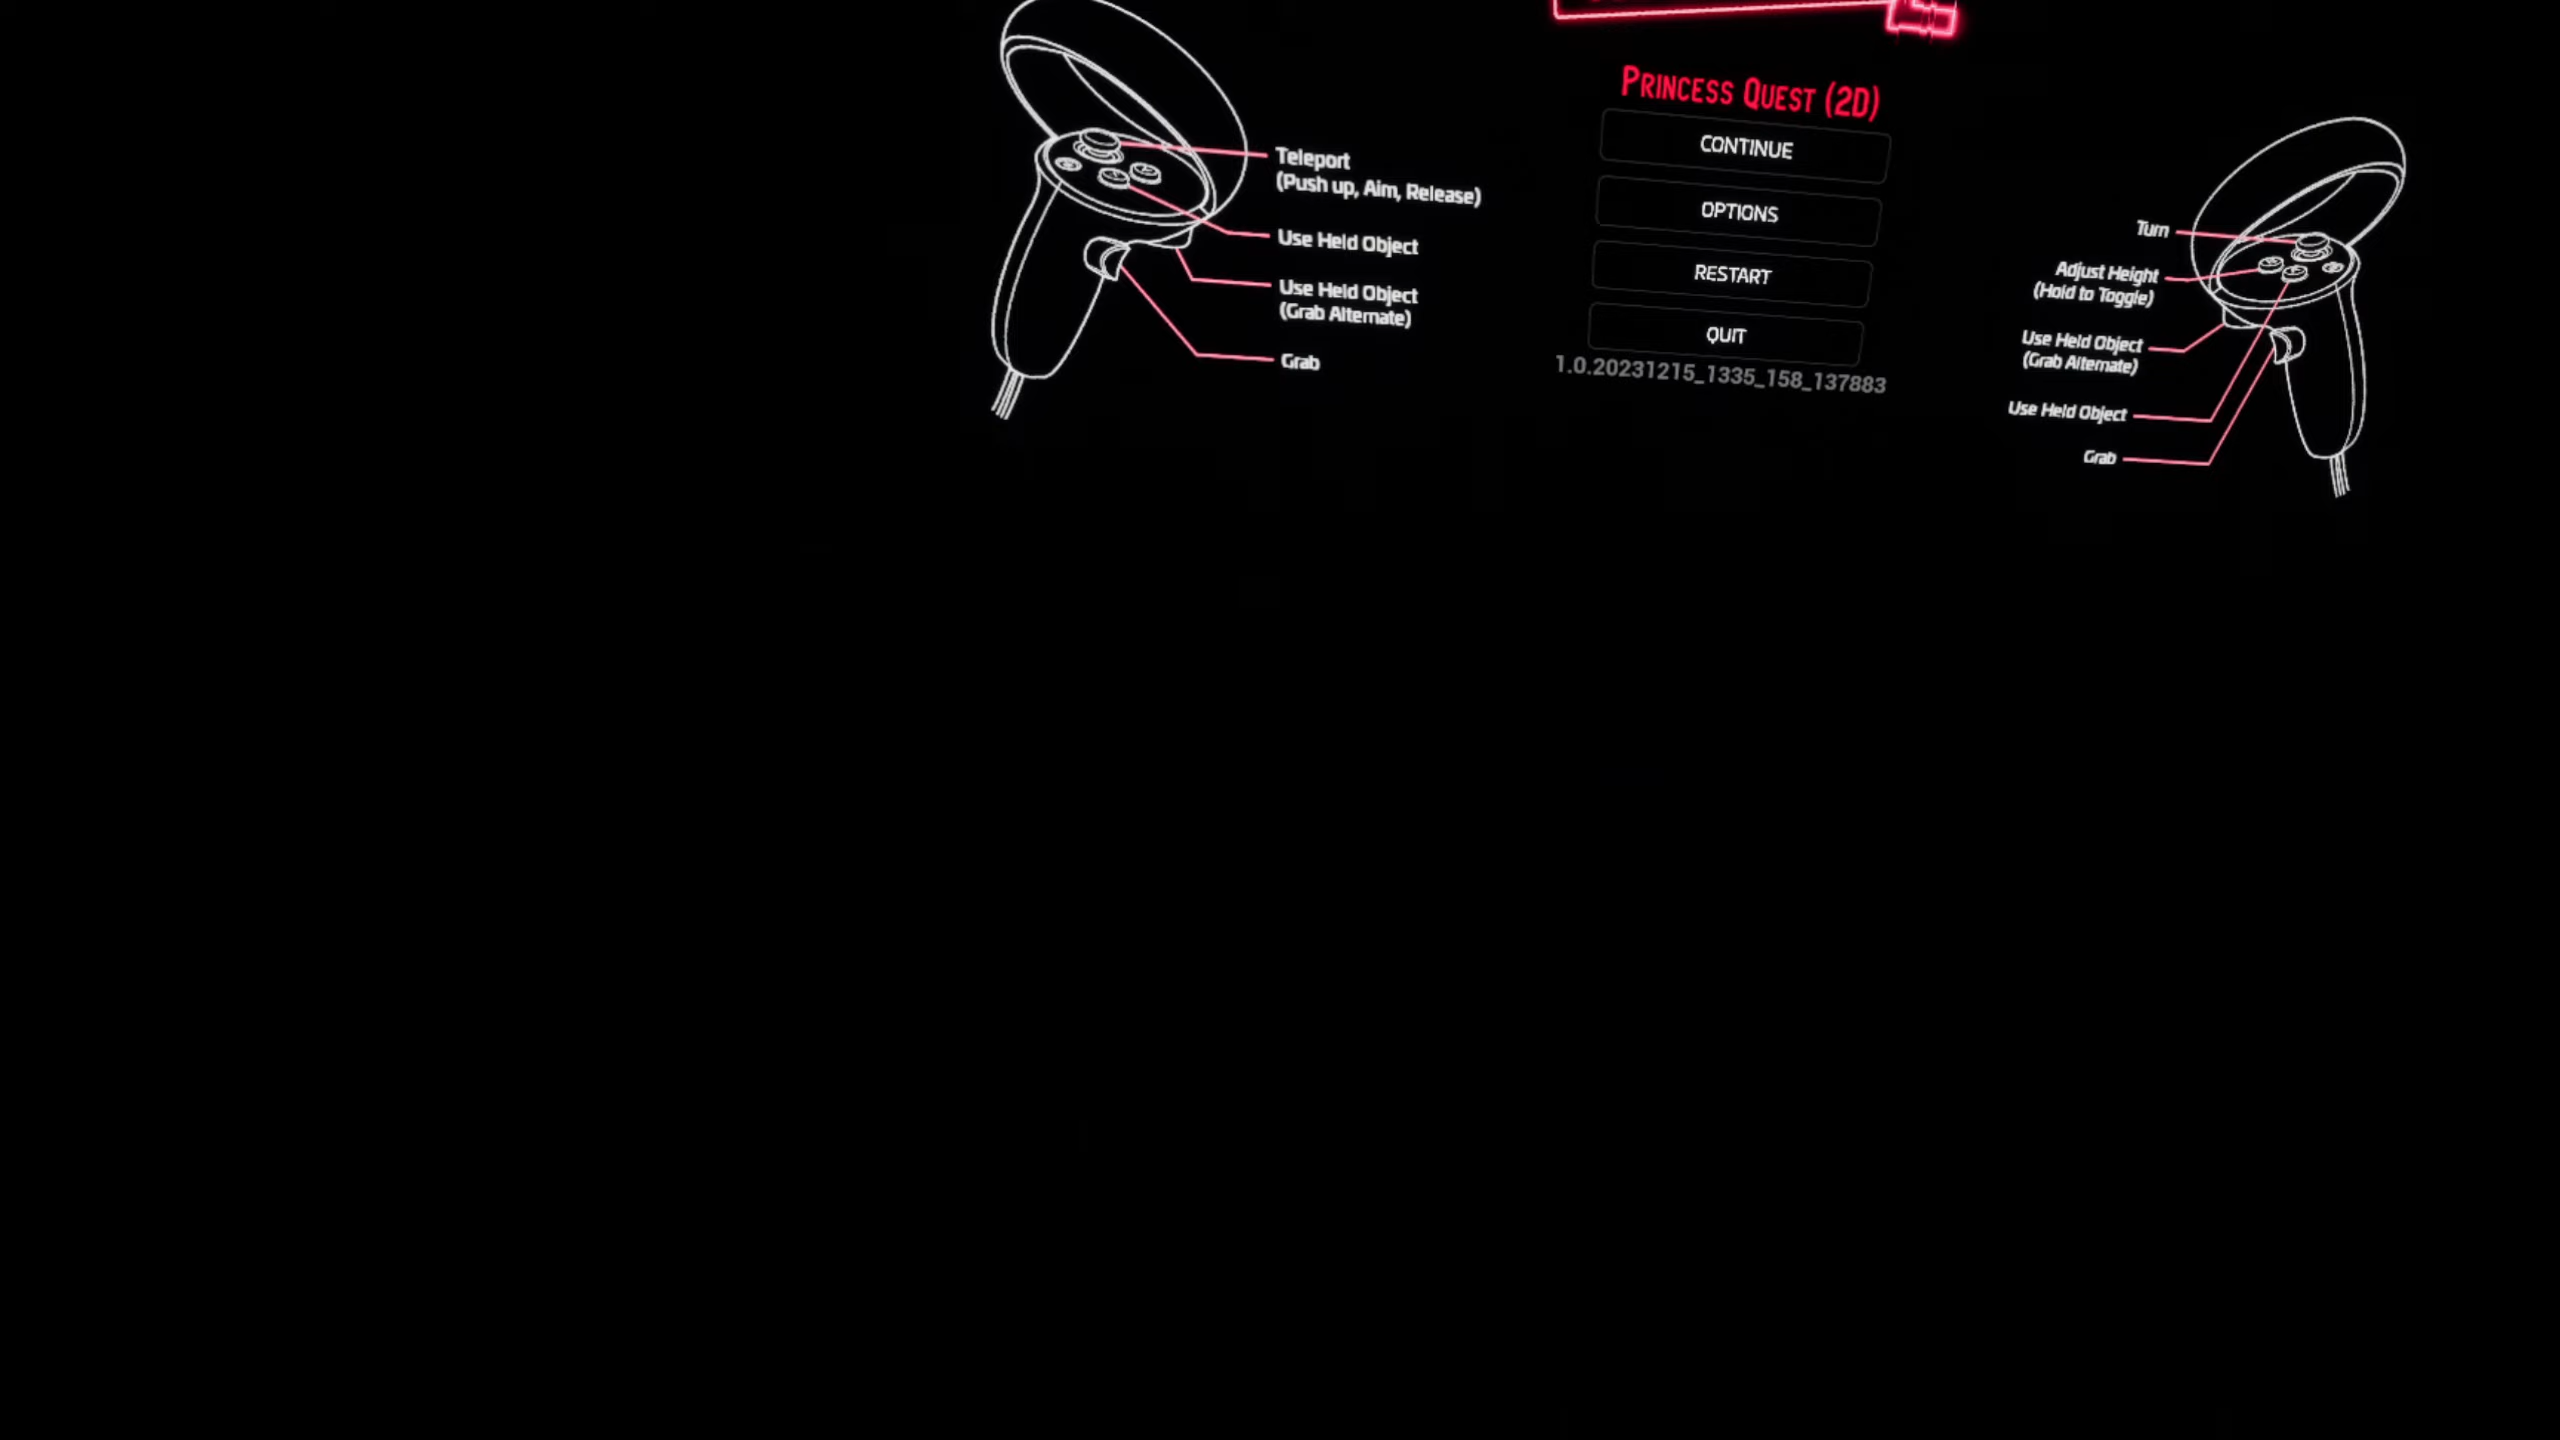 Teleport
(Push up, Aim, Release)
Use Held Object
Use Held Object
(Grab Alternate)
Grab
PRINCESS QUEST (2D)
CONTINUE
OPTIONS
RESTART
QUIT
1.0.20231215_1335_158_137883
Turn
Adjust Height
(Hold to Toggle)
Use Held Object
(Grab Alternate)
Use Held Object
Grab